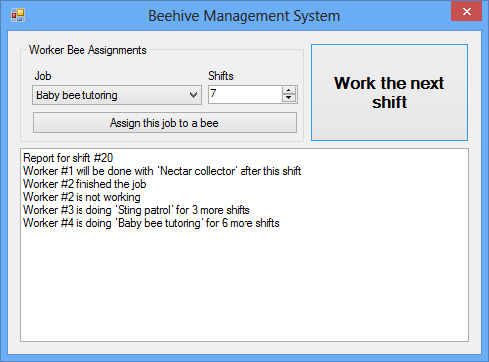 Beehive Management System
Worker Bee Assignments
Job
Shifts
Baby bee tutoring
7
Assign this job to a bee
Work the next
shift
Report for shift #20
Worker #1 will be done with 'Nectar collector' after this shift
Worker #2 finished the job
Worker #2 is not working
Worker #3 is doing 'Sting patrol' for 3 more shifts
Worker #4 is doing 'Baby bee tutoring' for 6 more shifts